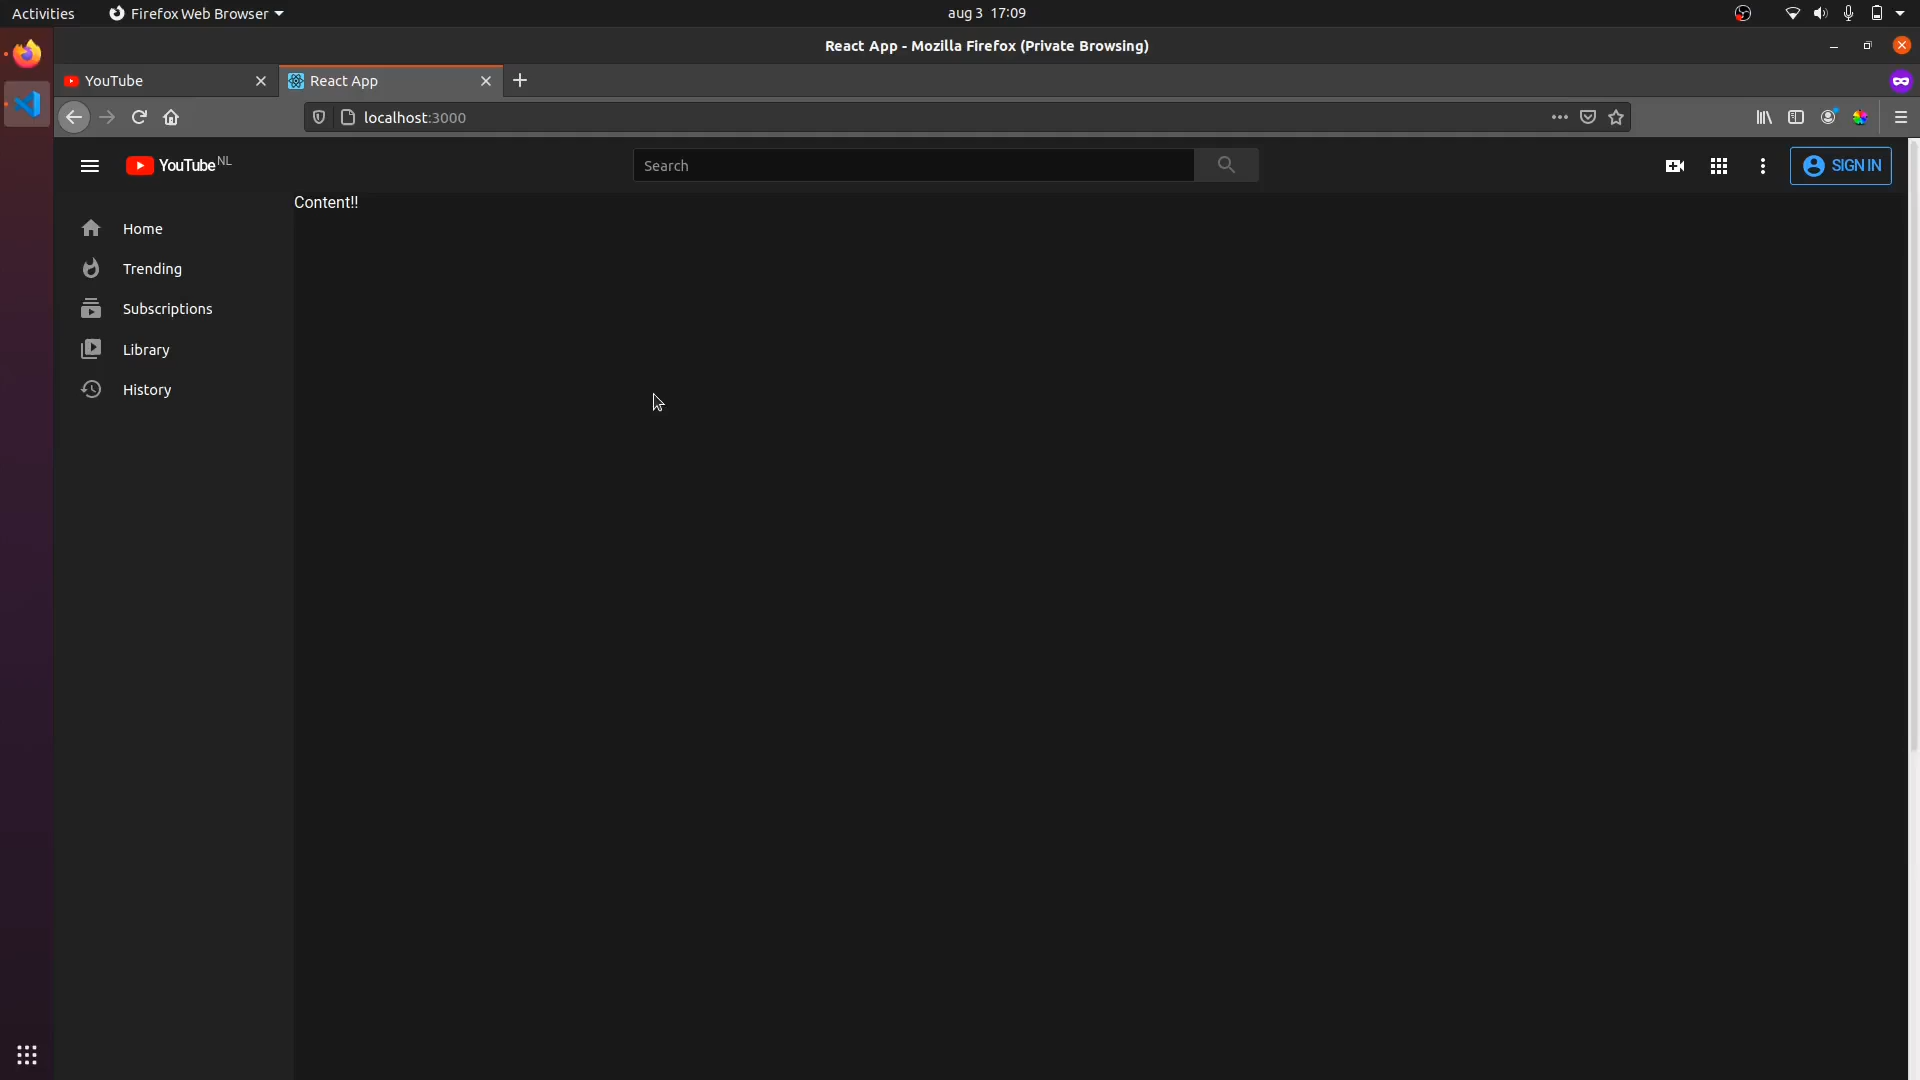 Activities Firefox Web Browser aug 3 17:09
React App - Mozilla Firefox (Private Browsing)
YouTube React App
localhost:3000
YouTube NL Search SIGN IN
Content!!
Home
Trending
Subscriptions
Library
History